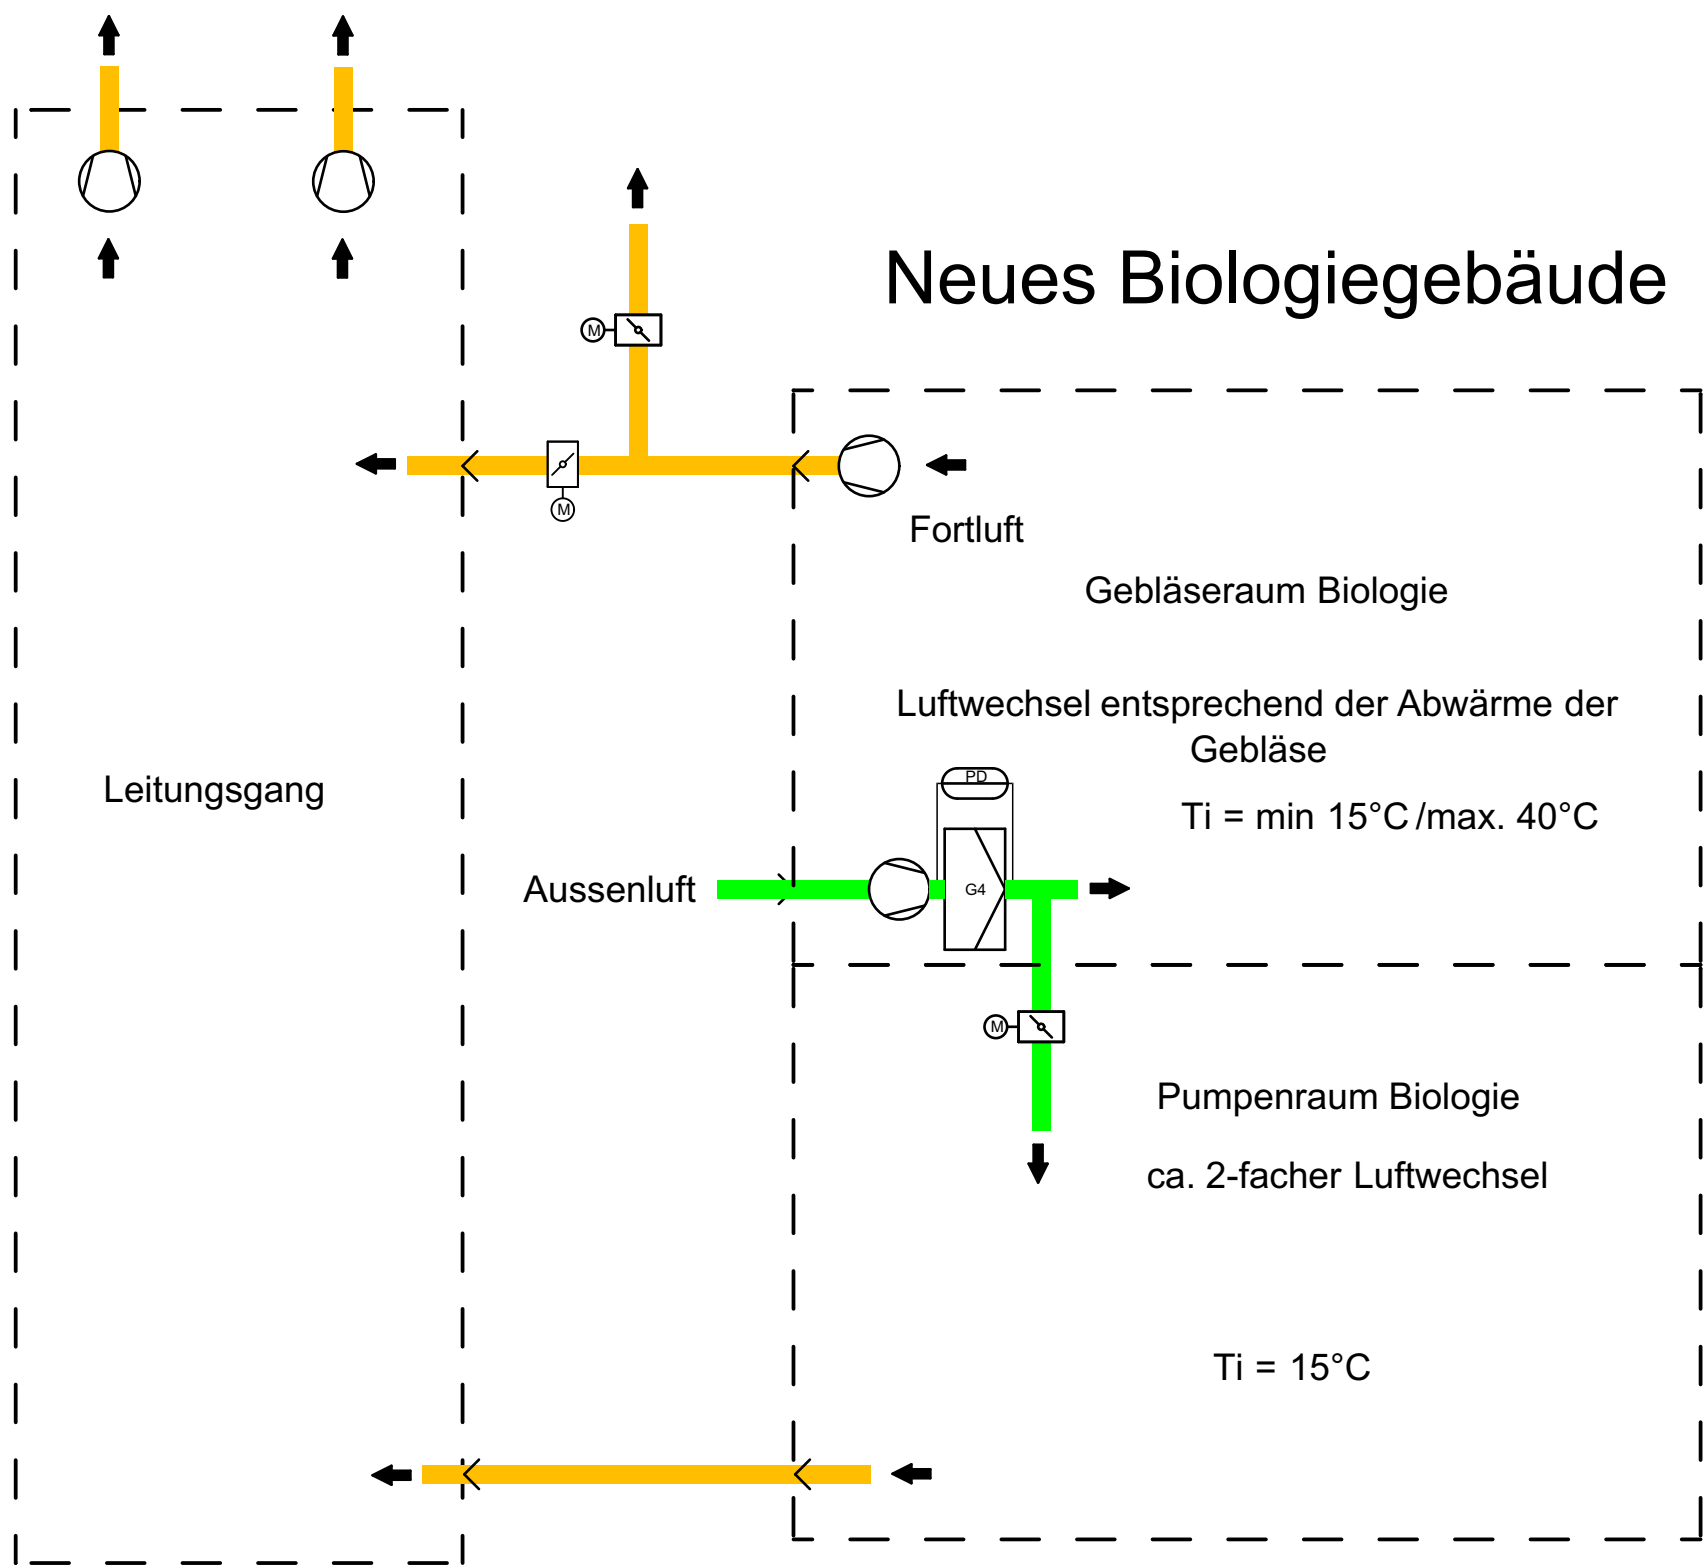 Neues Biologiegebäude
M
M
Fortluft
Gebläseraum Biologie
Luftwechsel entsprechend der Abwärme der
Gebläse
PD
Leitungsgang
Ti = min 15°C /max. 40°C
Aussenluft
G4
M
Pumpenraum Biologie
ca. 2-facher Luftwechsel
Ti = 15°C